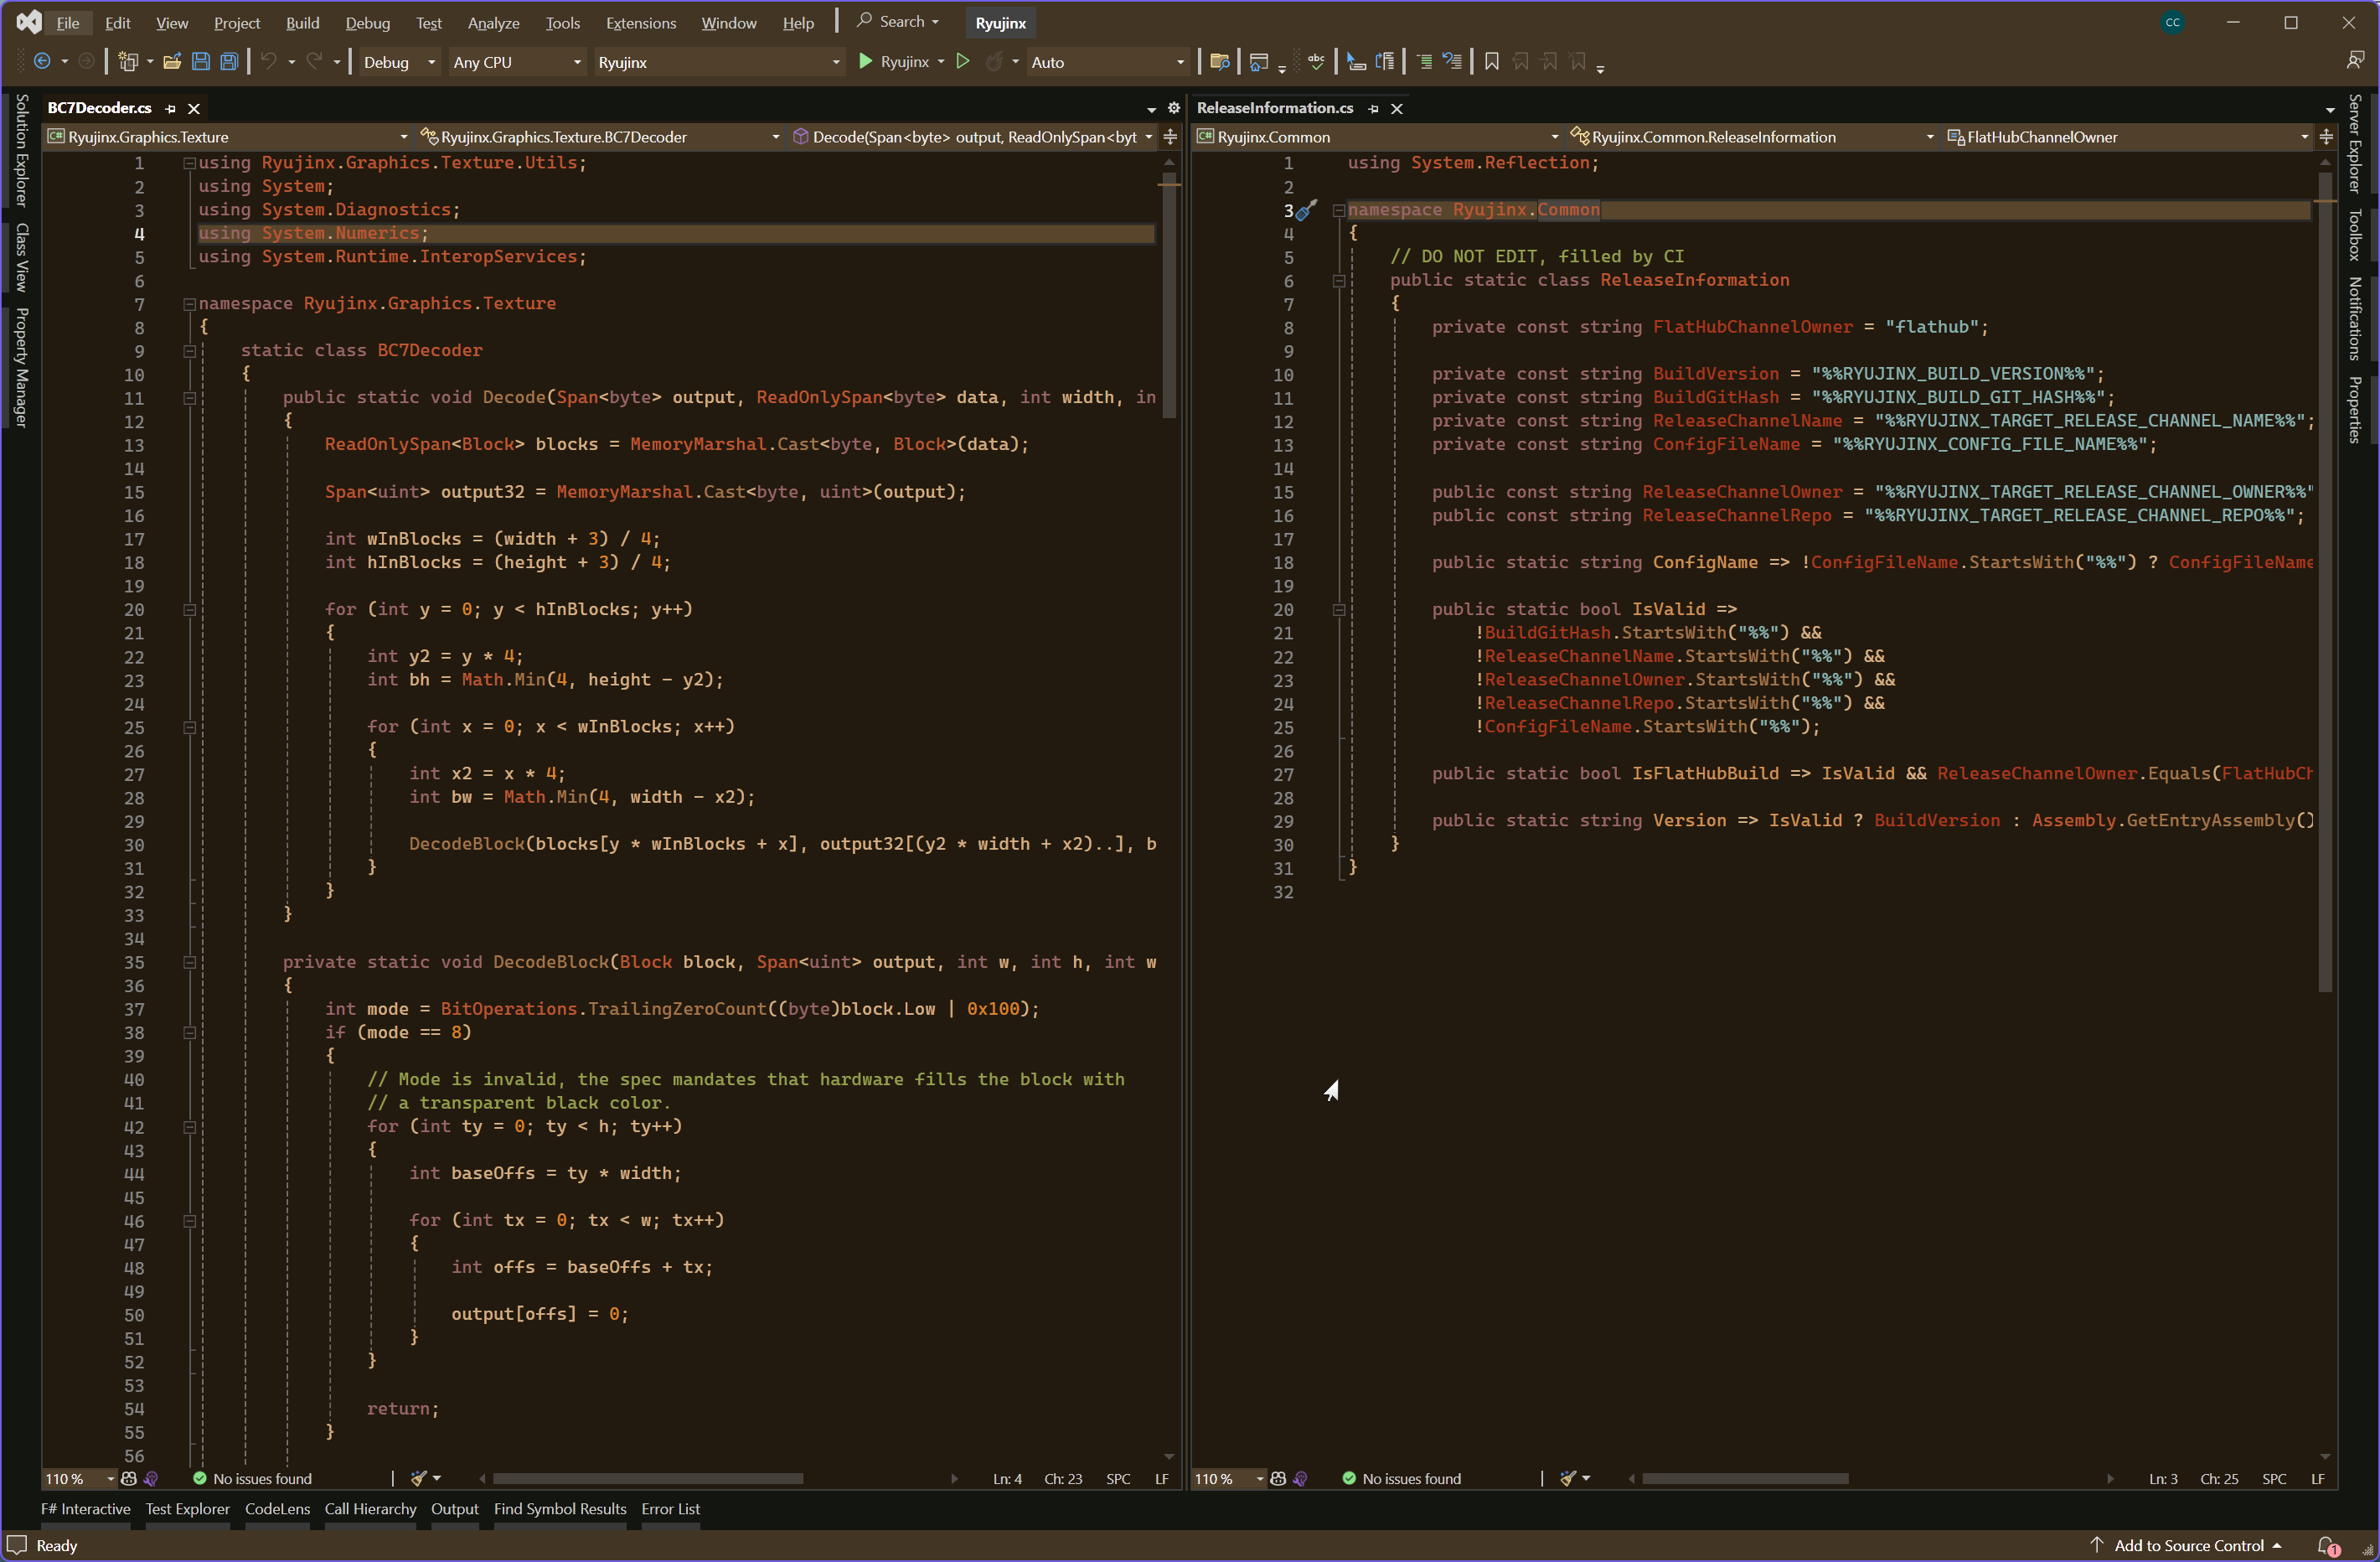 File Edit View Project Build Debug Test Analyze Tools Extensions Window Help Search Ryujinx CC
Debug Any CPU Ryujinx Ryujinx Auto abc
Solution Explorer
Class View
Property Manager
BC7Decoder.cs
Ryujinx.Graphics.Texture Ryujinx.Graphics.Texture.BC7Decoder Decode(Span<byte> output, ReadOnlySpan<byt
1 using Ryujinx.Graphics.Texture.Utils;
2 using System;
3 using System.Diagnostics;
4 using System.Numerics;
5 using System.Runtime.InteropServices;
6
7 namespace Ryujinx.Graphics.Texture
8 {
9 static class BC7Decoder
10 {
11 public static void Decode(Span<byte> output, ReadOnlySpan<byte> data, int width, in
12 {
13 ReadOnlySpan<Block> blocks = MemoryMarshal.Cast<byte, Block>(data);
14
15 Span<uint> output32 = MemoryMarshal.Cast<byte, uint>(output);
16
17 int wInBlocks = (width + 3) / 4;
18 int hInBlocks = (height + 3) / 4;
19
20 for (int y = 0; y < hInBlocks; y++)
21 {
22 int y2 = y * 4;
23 int bh = Math.Min(4, height - y2);
24
25 for (int x = 0; x < wInBlocks; x++)
26 {
27 int x2 = x * 4;
28 int bw = Math.Min(4, width - x2);
29
30 DecodeBlock(blocks[y * wInBlocks + x], output32[(y2 * width + x2)..], b
31 }
32 }
33 }
34
35 private static void DecodeBlock(Block block, Span<uint> output, int w, int h, int w
36 {
37 int mode = BitOperations.TrailingZeroCount((byte)block.Low | 0x100);
38 if (mode == 8)
39 {
40 // Mode is invalid, the spec mandates that hardware fills the block with
41 // a transparent black color.
42 for (int ty = 0; ty < h; ty++)
43 {
44 int baseOffs = ty * width;
45
46 for (int tx = 0; tx < w; tx++)
47 {
48 int offs = baseOffs + tx;
49
50 output[offs] = 0;
51 }
52 }
53
54 return;
55 }
56
110 % No issues found Ln: 4 Ch: 23 SPC LF
ReleaseInformation.cs
Ryujinx.Common Ryujinx.Common.ReleaseInformation FlatHubChannelOwner
1 using System.Reflection;
2
3 namespace Ryujinx.Common
4 {
5 // DO NOT EDIT, filled by CI
6 public static class ReleaseInformation
7 {
8 private const string FlatHubChannelOwner = "flathub";
9
10 private const string BuildVersion = "%%RYUJINX_BUILD_VERSION%%";
11 private const string BuildGitHash = "%%RYUJINX_BUILD_GIT_HASH%%";
12 private const string ReleaseChannelName = "%%RYUJINX_TARGET_RELEASE_CHANNEL_NAME%%";
13 private const string ConfigFileName = "%%RYUJINX_CONFIG_FILE_NAME%%";
14
15 public const string ReleaseChannelOwner = "%%RYUJINX_TARGET_RELEASE_CHANNEL_OWNER%%"
16 public const string ReleaseChannelRepo = "%%RYUJINX_TARGET_RELEASE_CHANNEL_REPO%%";
17
18 public static string ConfigName => !ConfigFileName.StartsWith("%%") ? ConfigFileName
19
20 public static bool IsValid =>
21 !BuildGitHash.StartsWith("%%") &&
22 !ReleaseChannelName.StartsWith("%%") &&
23 !ReleaseChannelOwner.StartsWith("%%") &&
24 !ReleaseChannelRepo.StartsWith("%%") &&
25 !ConfigFileName.StartsWith("%%");
26
27 public static bool IsFlatHubBuild => IsValid && ReleaseChannelOwner.Equals(FlatHubCh
28
29 public static string Version => IsValid ? BuildVersion : Assembly.GetEntryAssembly()
30 }
31 }
32
110 % No issues found Ln: 3 Ch: 25 SPC LF
Server Explorer
Toolbox
Notifications
Properties
F# Interactive Test Explorer CodeLens Call Hierarchy Output Find Symbol Results Error List
Ready Add to Source Control 1